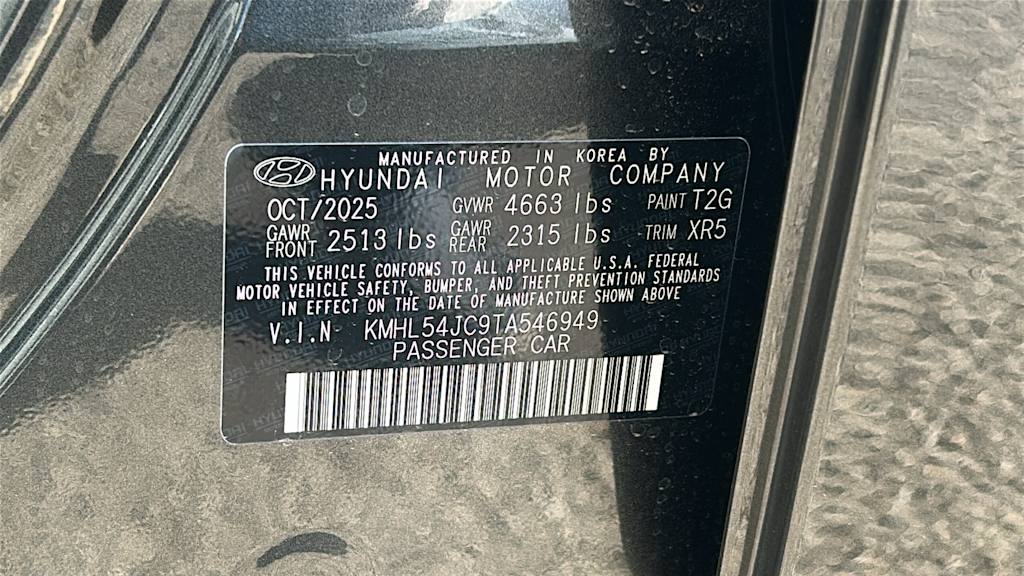 MANUFACTURED IN KOREA BY
HYUNDAI MOTOR COMPANY
OCT/2025 GVWR 4663 lbs PAINT T2G
GAWR FRONT 2513 lbs GAWR REAR 2315 lbs TRIM XR5
THIS VEHICLE CONFORMS TO ALL APPLICABLE U.S.A. FEDERAL
MOTOR VEHICLE SAFETY, BUMPER, AND THEFT PREVENTION STANDARDS
IN EFFECT ON THE DATE OF MANUFACTURE SHOWN ABOVE
V.I.N KMHL54JC9TA546949
PASSENGER CAR